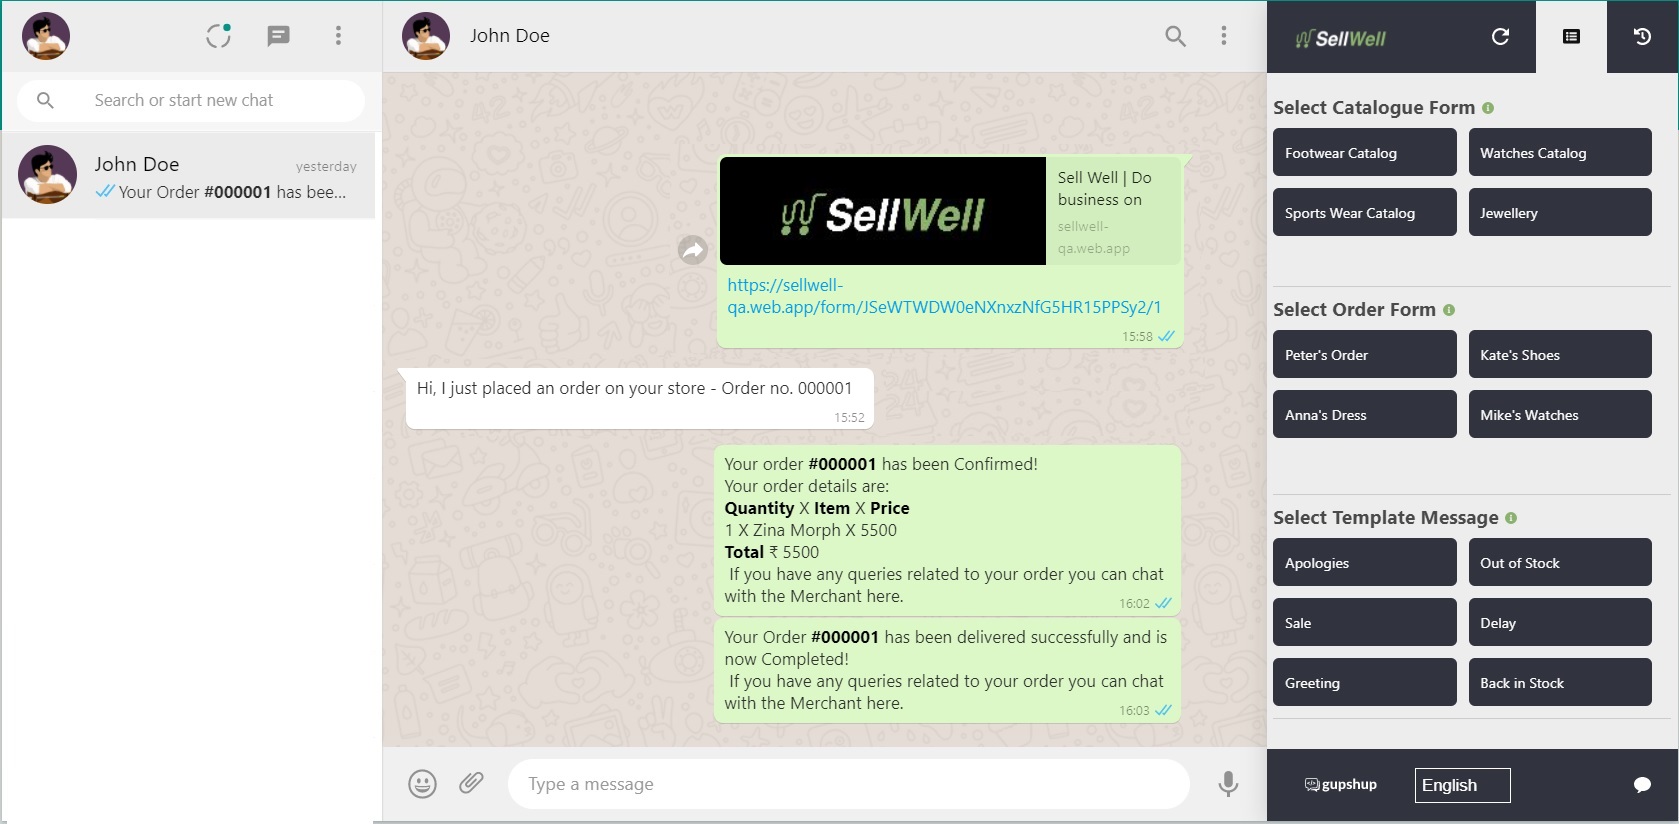 Search or start new chat
John Doe
yesterday
Your Order #000001 has bee...
John Doe
SellWell
Sell Well | Do
business on
sellwell-
qa.web.app
https://sellwell-
qa.web.app/form/JSeWTWDW0eNXnxzNfG5HR15PPSy2/1
15:58
Hi, I just placed an order on your store - Order no. 000001
15:52
Your order #000001 has been Confirmed!
Your order details are:
Quantity X Item X Price
1 X Zina Morph X 5500
Total ₹ 5500
If you have any queries related to your order you can chat
with the Merchant here.
16:02
Your Order #000001 has been delivered successfully and is
now Completed!
If you have any queries related to your order you can chat
with the Merchant here.
16:03
Type a message
SellWell
Select Catalogue Form
Footwear Catalog
Watches Catalog
Sports Wear Catalog
Jewellery
Select Order Form
Peter's Order
Kate's Shoes
Anna's Dress
Mike's Watches
Select Template Message
Apologies
Out of Stock
Sale
Delay
Greeting
Back in Stock
gupshup
English